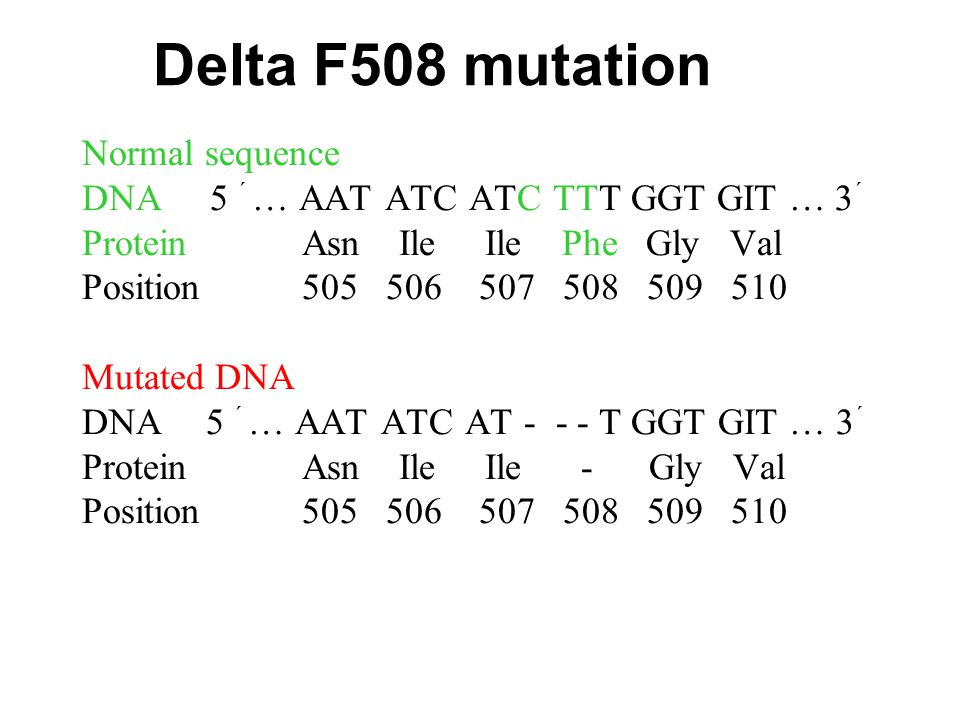 Delta F508 mutation
Normal sequence
DNA 5 ´ … AAT ATC ATC TTT GGT GIT … 3´
Protein Asn Ile Ile Phe Gly Val
Position 505 506 507 508 509 510
Mutated DNA
DNA 5 ´ … AAT ATC AT - - - T GGT GIT … 3´
Protein Asn Ile Ile - Gly Val
Position 505 506 507 508 509 510